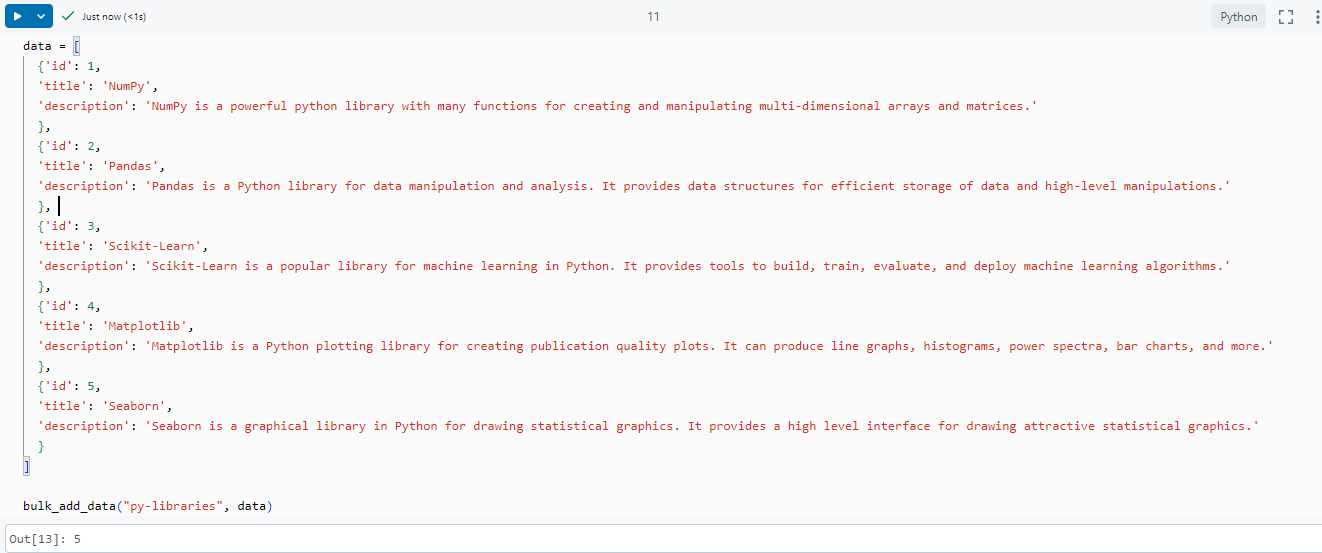 Just now (<1s)
11
Python
data = [
{'id': 1,
'title': 'NumPy',
'description': 'NumPy is a powerful python library with many functions for creating and manipulating multi-dimensional arrays and matrices.'
},
{'id': 2,
'title': 'Pandas',
'description': 'Pandas is a Python library for data manipulation and analysis. It provides data structures for efficient storage of data and high-level manipulations.'
},
{'id': 3,
'title': 'Scikit-Learn',
'description': 'Scikit-Learn is a popular library for machine learning in Python. It provides tools to build, train, evaluate, and deploy machine learning algorithms.'
},
{'id': 4,
'title': 'Matplotlib',
'description': 'Matplotlib is a Python plotting library for creating publication quality plots. It can produce line graphs, histograms, power spectra, bar charts, and more.'
},
{'id': 5,
'title': 'Seaborn',
'description': 'Seaborn is a graphical library in Python for drawing statistical graphics. It provides a high level interface for drawing attractive statistical graphics.'
}
]
bulk_add_data("py-libraries", data)
Out[13]: 5